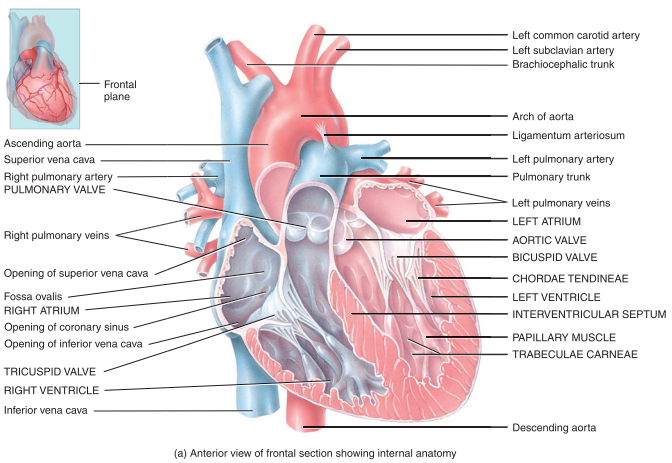 Frontal
plane
Ascending aorta
Superior vena cava
Right pulmonary artery
PULMONARY VALVE
Right pulmonary veins
Opening of superior vena cava
Fossa ovalis
RIGHT ATRIUM
Opening of coronary sinus
Opening of inferior vena cava
TRICUSPID VALVE
RIGHT VENTRICLE
Inferior vena cava
Left common carotid artery
Left subclavian artery
Brachiocephalic trunk
Arch of aorta
Ligamentum arteriosum
Left pulmonary artery
Pulmonary trunk
Left pulmonary veins
LEFT ATRIUM
AORTIC VALVE
BICUSPID VALVE
CHORDAE TENDINEAE
LEFT VENTRICLE
INTERVENTRICULAR SEPTUM
PAPILLARY MUSCLE
TRABECULAE CARNEAE
Descending aorta
(a) Anterior view of frontal section showing internal anatomy